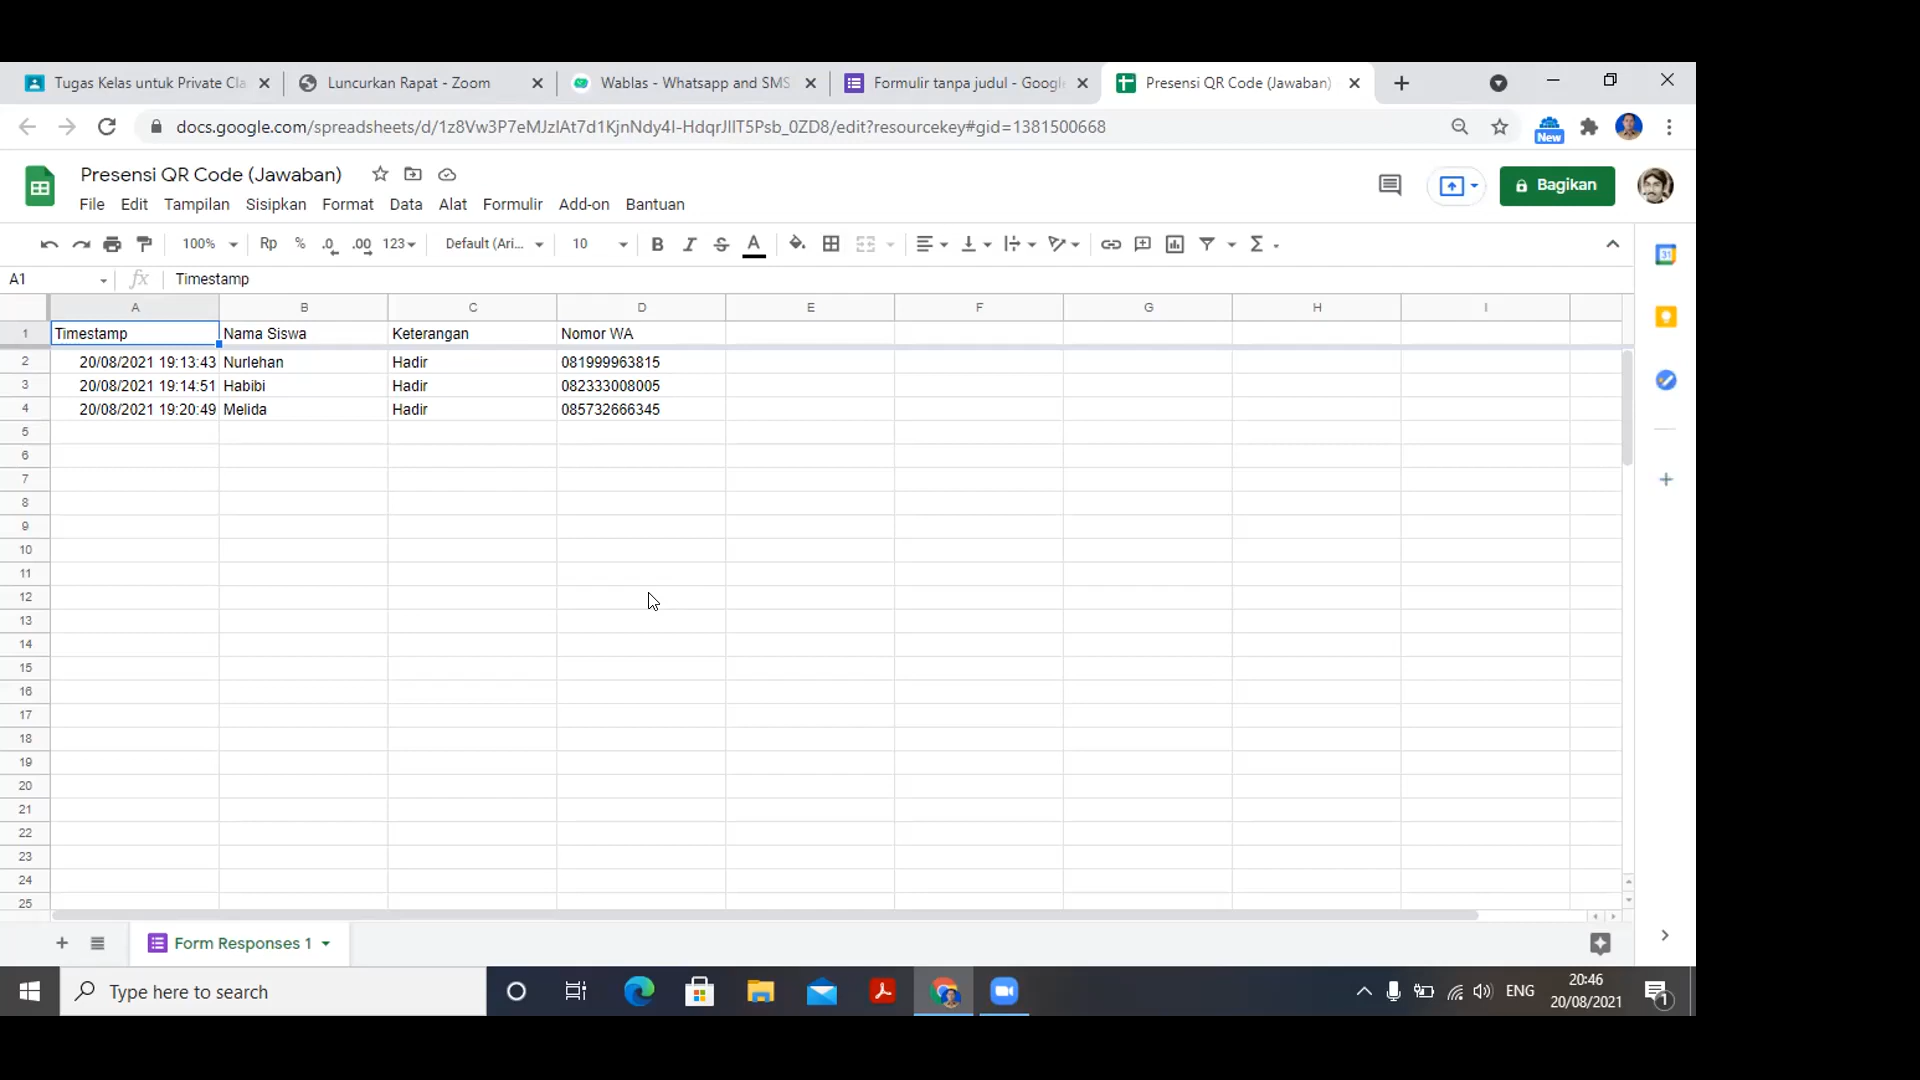 Tugas Kelas untuk Private Cla
Luncurkan Rapat - Zoom
Wablas - Whatsapp and SMS
Formulir tanpa judul - Googl
Presensi QR Code (Jawaban)
docs.google.com/spreadsheets/d/1z8Vw3P7eMJzIAt7d1KjnNdy4I-HdqrJIIT5Psb_0ZD8/edit?resourcekey#gid=1381500668
New
Presensi QR Code (Jawaban)
Bagikan
File Edit Tampilan Sisipkan Format Data Alat Formulir Add-on Bantuan
100% Rp % .0 .00 123 Default (Ari... 10 B I S A Σ
31
A1 fx Timestamp
A B C D E F G H I
1 Timestamp Nama Siswa Keterangan Nomor WA
2 20/08/2021 19:13:43 Nurlehan Hadir 081999963815
3 20/08/2021 19:14:51 Habibi Hadir 082333008005
4 20/08/2021 19:20:49 Melida Hadir 085732666345
5
6
7
8
9
10
11
12
13
14
15
16
17
18
19
20
21
22
23
24
25
Form Responses 1
Type here to search
ENG
20:46
20/08/2021
1